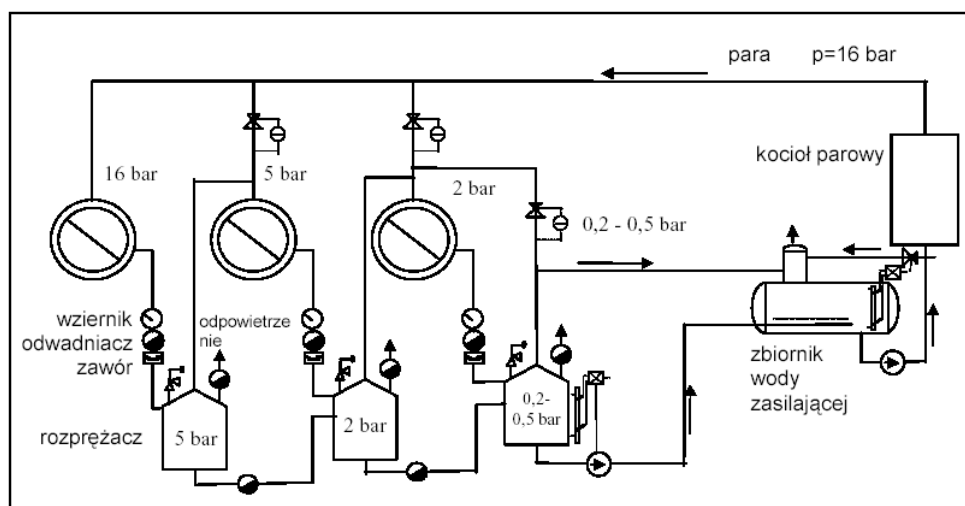 para p=16 bar
kocioł parowy
16 bar
5 bar
2 bar
0,2 - 0,5 bar
wziernik
odwadniacz
zawór
odpowietrze
nie
zbiornik
wody
zasilającej
rozprężacz
5 bar
2 bar
0,2-
0,5 bar